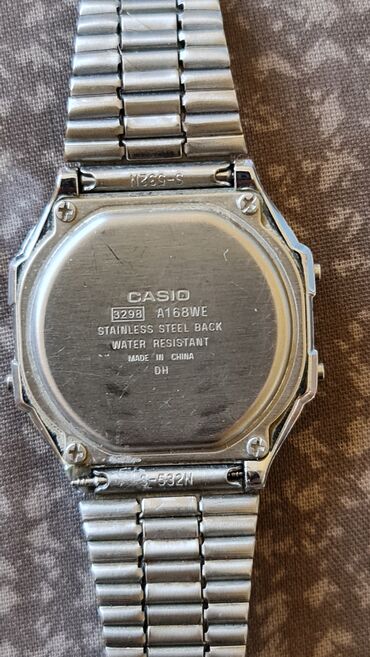 S-532N
CASIO
3298 A168WE
STAINLESS STEEL BACK
WATER RESISTANT
MADE IN CHINA
DH
S-532N